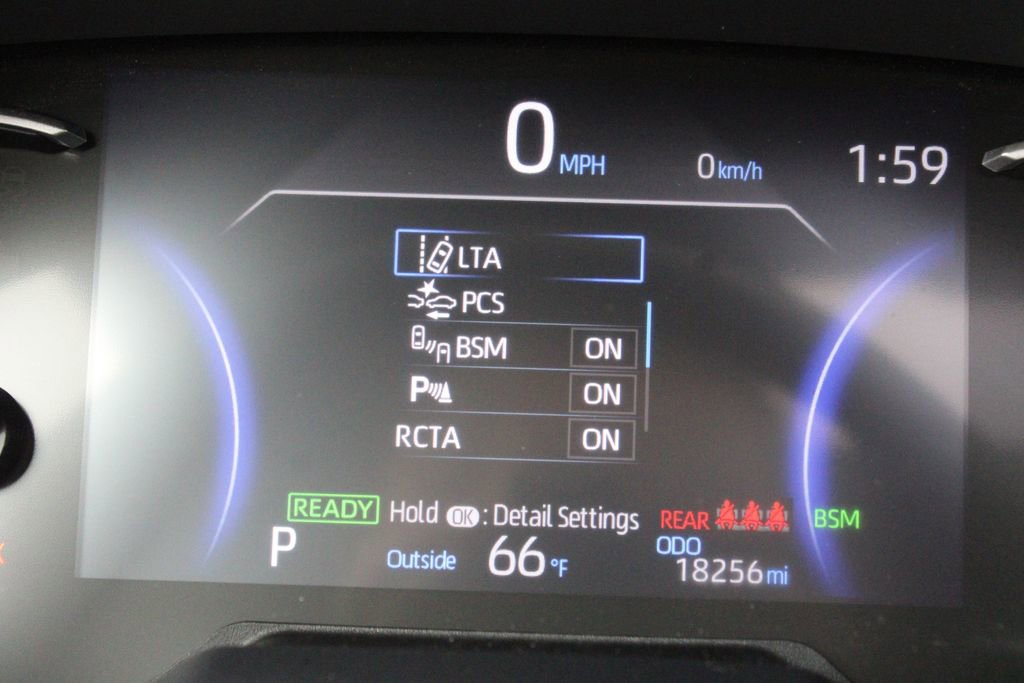 0 MPH 0 km/h 1:59
LTA
PCS
BSM ON
P ON
RCTA ON
READY Hold OK : Detail Settings REAR BSM
P Outside 66 °F ODO
18256 mi